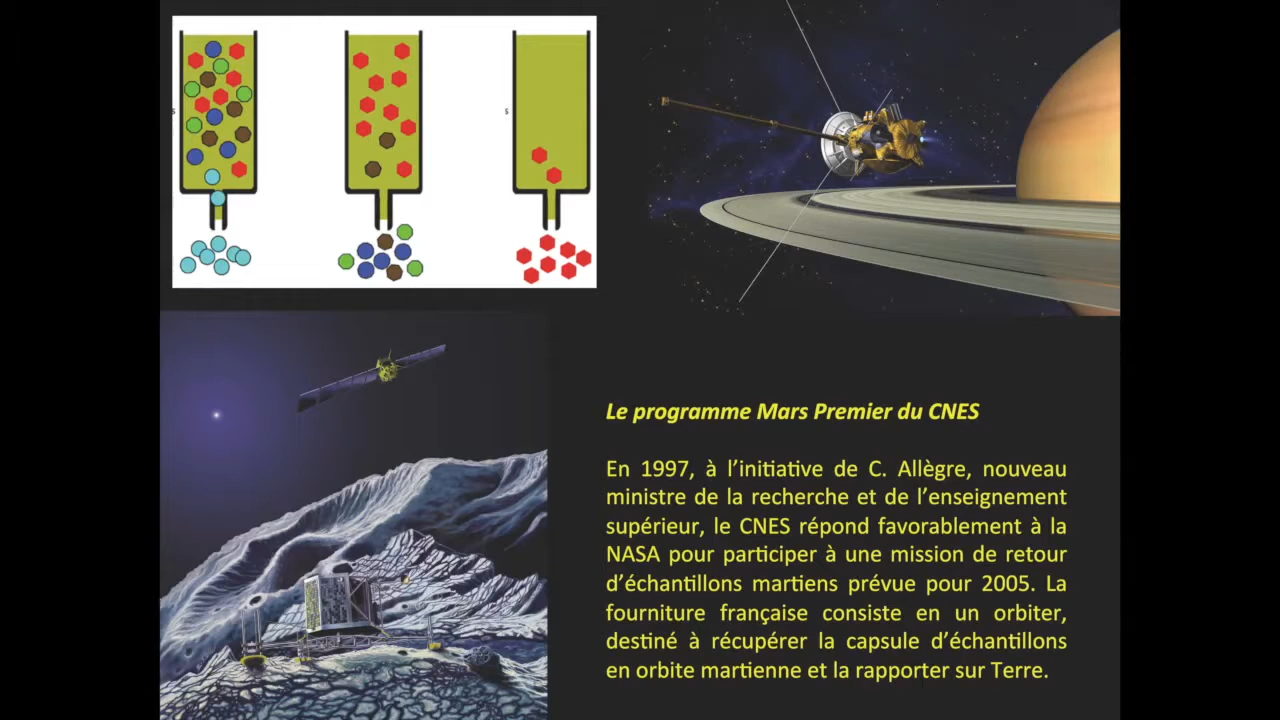 s
s
Le programme Mars Premier du CNES
En 1997, à l’initiative de C. Allègre, nouveau
ministre de la recherche et de l’enseignement
supérieur, le CNES répond favorablement à la
NASA pour participer à une mission de retour
d’échantillons martiens prévue pour 2005. La
fourniture française consiste en un orbiter,
destiné à récupérer la capsule d’échantillons
en orbite martienne et la rapporter sur Terre.